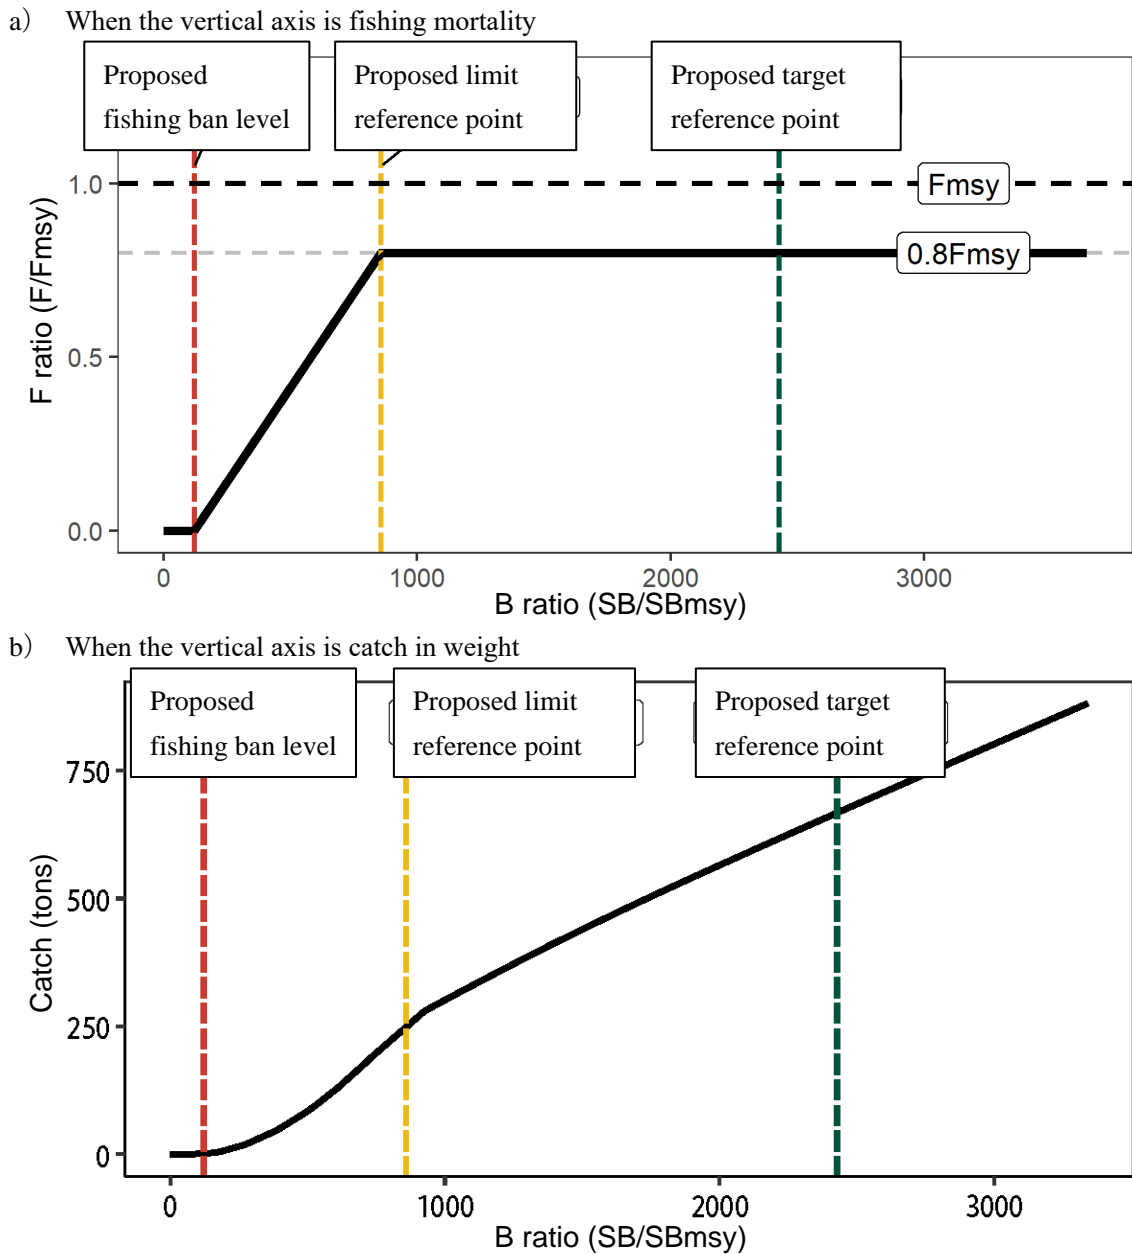 a) When the vertical axis is fishing mortality
Proposed
fishing ban level
Proposed limit
reference point
Proposed target
reference point
Fmsy
0.8Fmsy
1.0
0.5
0.0
F ratio (F/Fmsy)
0 1000 2000 3000
B ratio (SB/SBmsy)
b) When the vertical axis is catch in weight
Proposed
fishing ban level
Proposed limit
reference point
Proposed target
reference point
750
500
250
0
Catch (tons)
0 1000 2000 3000
B ratio (SB/SBmsy)